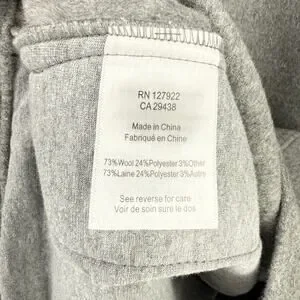 RN 127922
CA 29438
Made in China
Fabriqué en Chine
73%Wool 24%Polyester 3%Other
73%Laine 24%Polyester 3%Autre
See reverse for care
Voir de soin sur le dos